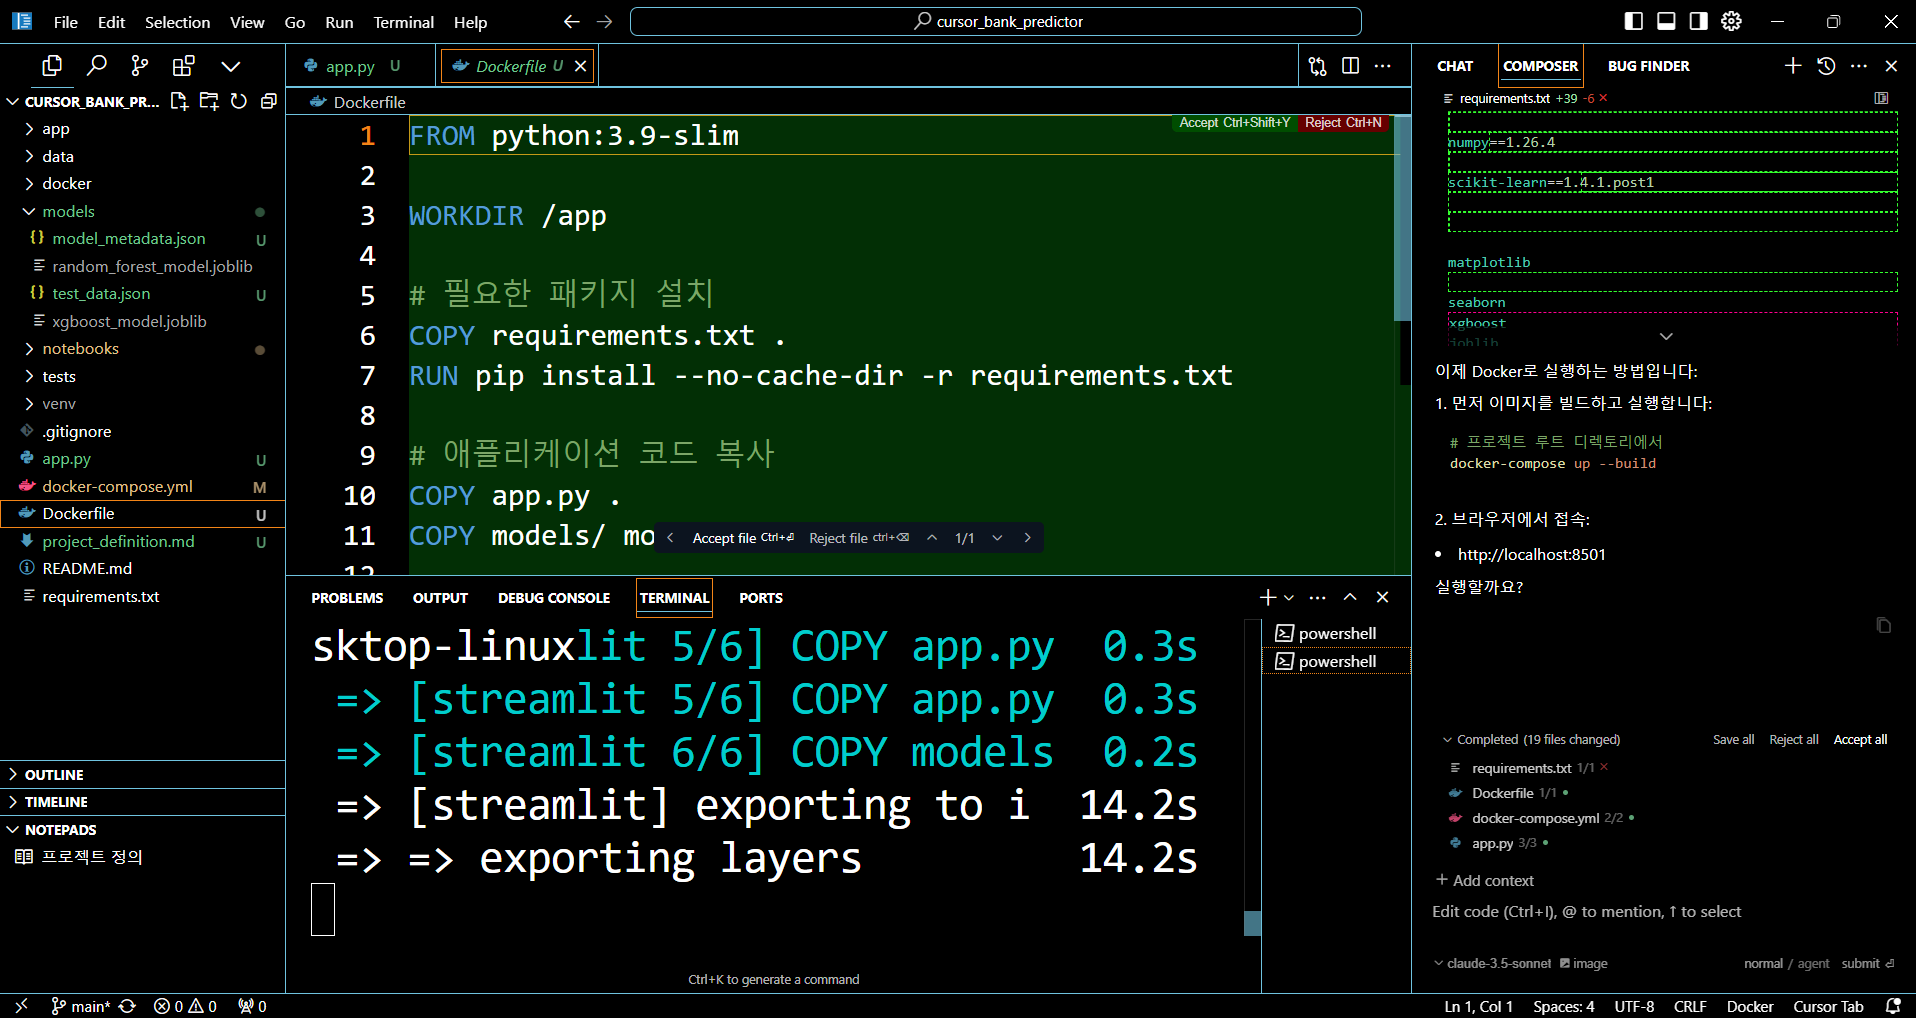 File Edit Selection View Go Run Terminal Help
cursor_bank_predictor
CURSOR_BANK_PR...
app
data
docker
models
model_metadata.json U
random_forest_model.joblib
test_data.json U
xgboost_model.joblib
notebooks
tests
venv
.gitignore
app.py U
docker-compose.yml M
Dockerfile U
project_definition.md U
README.md
requirements.txt
OUTLINE
TIMELINE
NOTEPADS
프로젝트 정의
app.py U
Dockerfile U
Dockerfile
Accept Ctrl+Shift+Y Reject Ctrl+N
1 FROM python:3.9-slim
2
3 WORKDIR /app
4
5 # 필요한 패키지 설치
6 COPY requirements.txt .
7 RUN pip install --no-cache-dir -r requirements.txt
8
9 # 애플리케이션 코드 복사
10 COPY app.py .
11 COPY models/ mo
12
Accept file Ctrl+⏎ Reject file ctrl+⌫ 1/1
PROBLEMS OUTPUT DEBUG CONSOLE TERMINAL PORTS
sktop-linuxlit 5/6] COPY app.py 0.3s
=> [streamlit 5/6] COPY app.py 0.3s
=> [streamlit 6/6] COPY models 0.2s
=> [streamlit] exporting to i 14.2s
=> => exporting layers 14.2s
Ctrl+K to generate a command
powershell
powershell
CHAT COMPOSER BUG FINDER
requirements.txt +39 -6
numpy==1.26.4
scikit-learn==1.4.1.post1
matplotlib
seaborn
xgboost
joblib
이제 Docker로 실행하는 방법입니다:
1. 먼저 이미지를 빌드하고 실행합니다:
# 프로젝트 루트 디렉토리에서
docker-compose up --build
2. 브라우저에서 접속:
• http://localhost:8501
실행할까요?
Completed (19 files changed) Save all Reject all Accept all
requirements.txt 1/1
Dockerfile 1/1
docker-compose.yml 2/2
app.py 3/3
+ Add context
Edit code (Ctrl+I), @ to mention, ↑ to select
claude-3.5-sonnet image normal / agent submit ⏎
main* 0 0 0
Ln 1, Col 1 Spaces: 4 UTF-8 CRLF Docker Cursor Tab